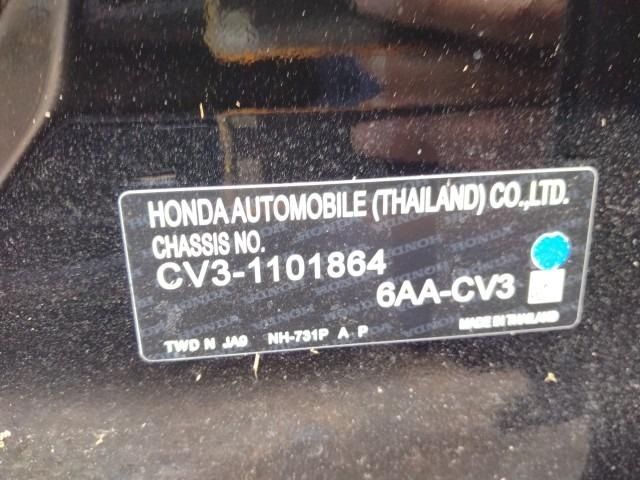 HONDA AUTOMOBILE (THAILAND) CO.,LTD.
CHASSIS NO.
CV3-1101864
6AA-CV3
TWD N JA9 NH-731P A P MADE IN THAILAND